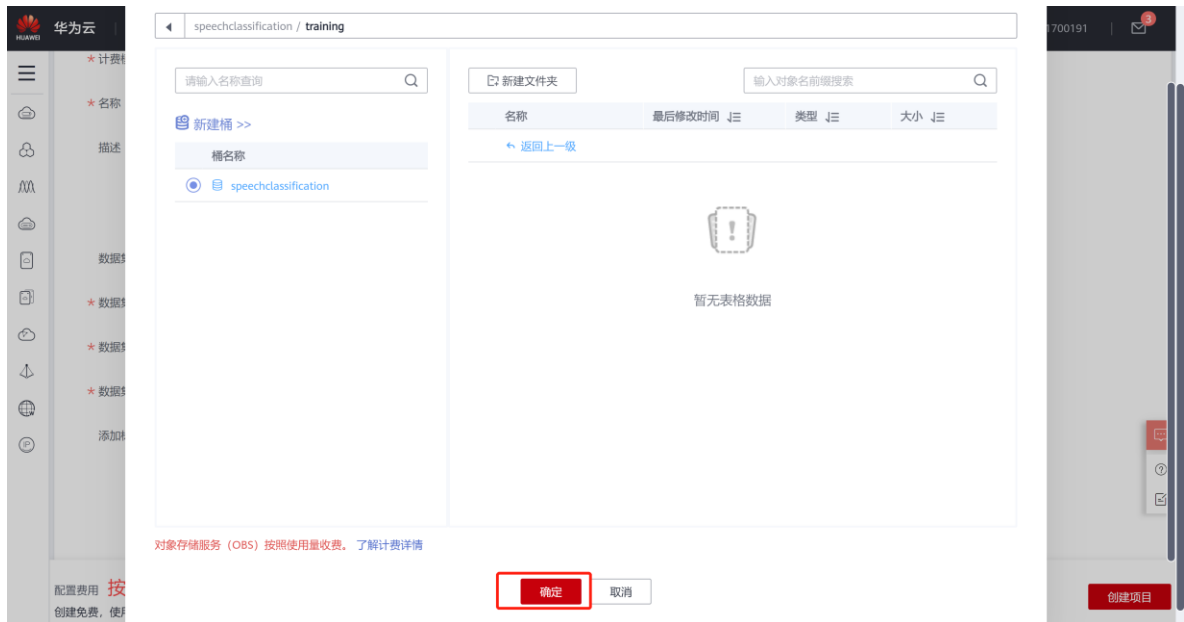 HUAWEI
华为云
speechclassification / training
1700191
3
计费
请输入名称查询
新建文件夹
输入对象名前缀搜索
* 名称
名称 最后修改时间 类型 大小
新建桶 >>
描述
返回上一级
桶名称
speechclassification
数据
暂无表格数据
* 数据
* 数据
* 数据
添加
对象存储服务（OBS）按照使用量收费。 了解计费详情
配置费用 按
确定 取消
创建项目
创建免费，使用